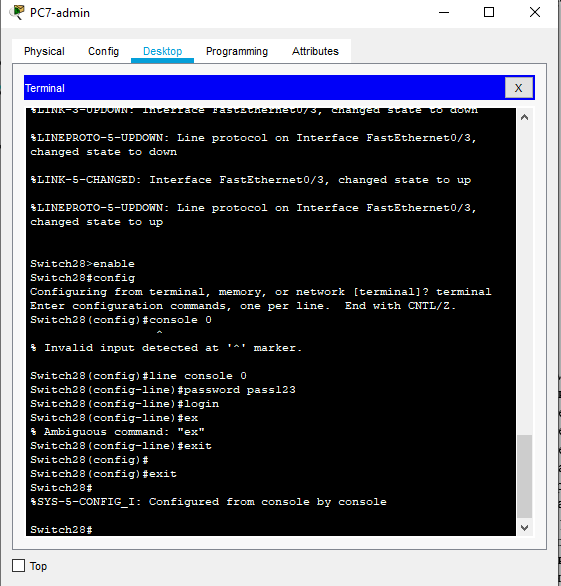 PC7-admin
Physical Config Desktop Programming Attributes
Terminal
X
%LINK-3-UPDOWN: Interface FastEthernet0/3, changed state to down
%LINEPROTO-5-UPDOWN: Line protocol on Interface FastEthernet0/3,
changed state to down
%LINK-5-CHANGED: Interface FastEthernet0/3, changed state to up
%LINEPROTO-5-UPDOWN: Line protocol on Interface FastEthernet0/3,
changed state to up
Switch28>enable
Switch28#config
Configuring from terminal, memory, or network [terminal]? terminal
Enter configuration commands, one per line.  End with CNTL/Z.
Switch28(config)#console 0
^
% Invalid input detected at '^' marker.
Switch28(config)#line console 0
Switch28(config-line)#password pass123
Switch28(config-line)#login
Switch28(config-line)#ex
% Ambiguous command: "ex"
Switch28(config-line)#exit
Switch28(config)#
Switch28(config)#exit
Switch28#
%SYS-5-CONFIG_I: Configured from console by console
Switch28#
Top